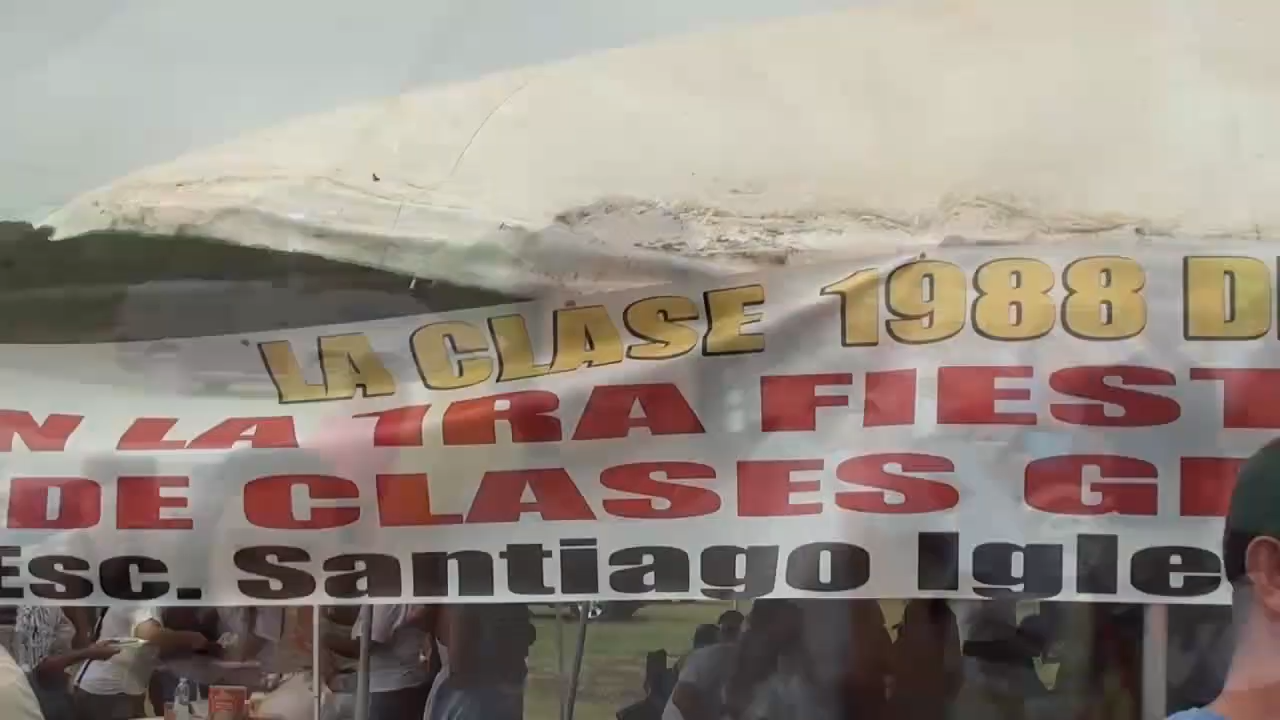 LA CLASE 1988 D
N LA 1RA FIEST
DE CLASES G
Esc. Santiago Igle